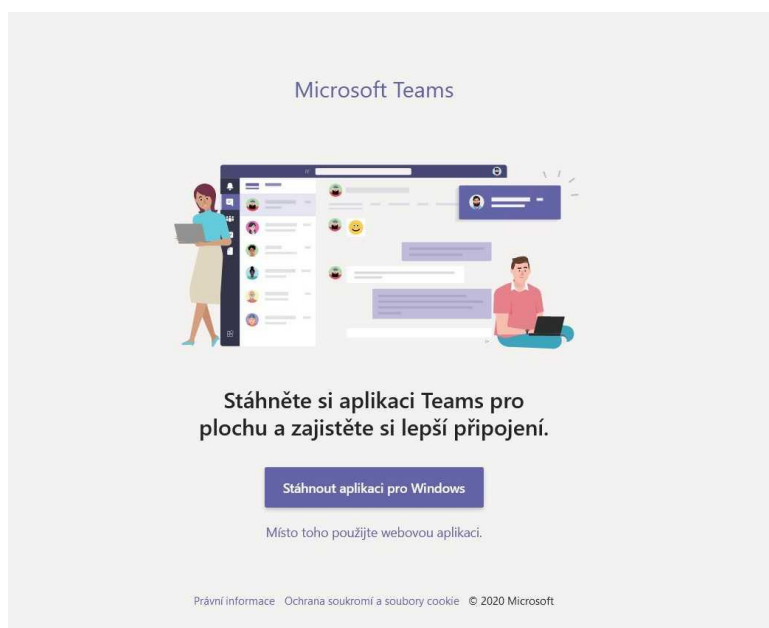 Microsoft Teams
Stáhněte si aplikaci Teams pro
plochu a zajistěte si lepší připojení.
Stáhnout aplikaci pro Windows
Místo toho použijte webovou aplikaci.
Právní informace Ochrana soukromí a soubory cookie © 2020 Microsoft